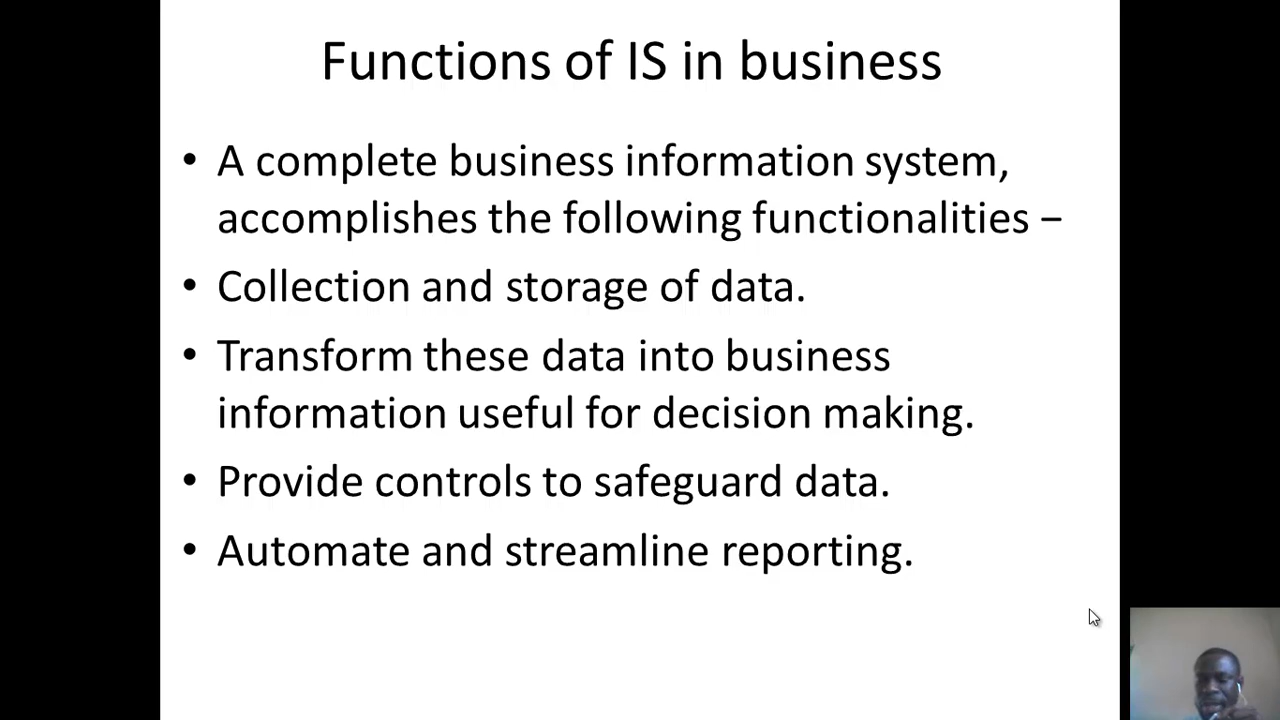 Functions of IS in business
• A complete business information system,
accomplishes the following functionalities −
• Collection and storage of data.
• Transform these data into business
information useful for decision making.
• Provide controls to safeguard data.
• Automate and streamline reporting.